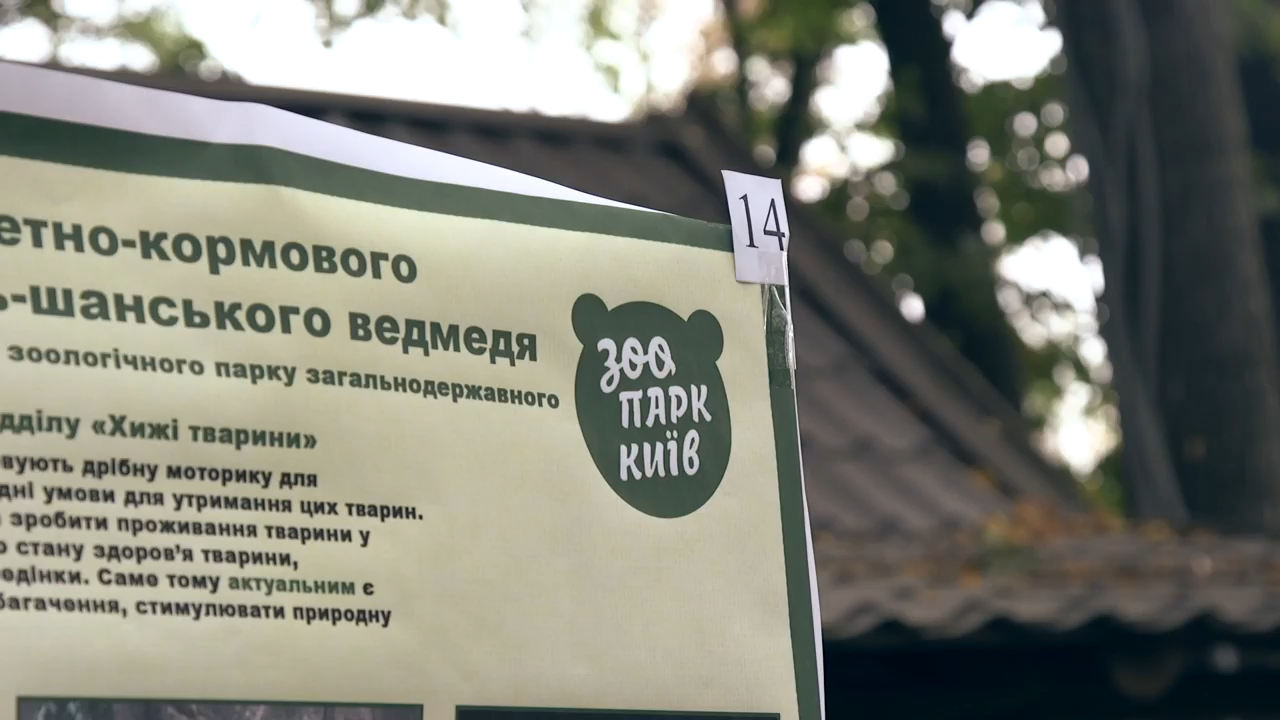 етно-кормового
ь-шанського ведмедя
зоологічного парку загальнодержавного
дділу «Хижі тварини»
вують дрібну моторику для
дні умови для утримання цих тварин.
зробити проживання тварини у
о стану здоров'я тварини,
едінки. Саме тому актуальним є
багачення, стимулювати природну
14
ЗОО
ПАРК
КИЇВ